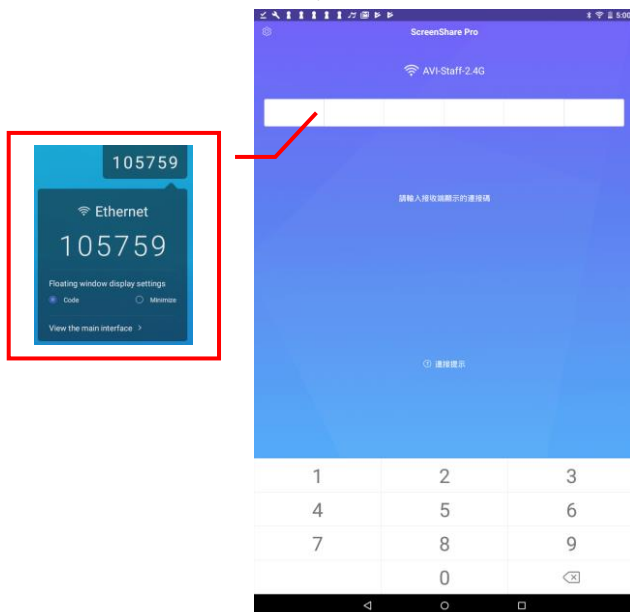 5:00
ScreenShare Pro
AVI-Staff-2.4G
105759
Ethernet
105759
Floating window display settings
Code Minimize
View the main interface >
請輸入接收端顯示的連接碼
連接提示
1 2 3
4 5 6
7 8 9
0